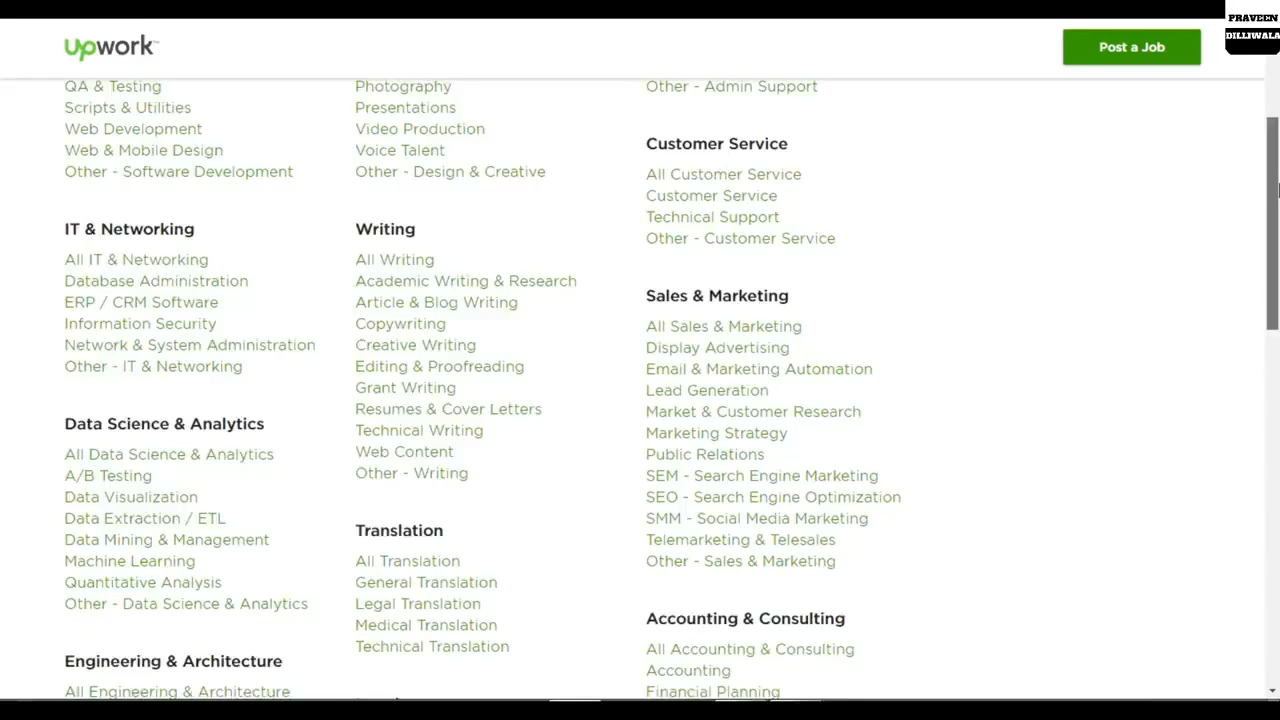 upwork™
Post a Job
PRAVEEN
DILLIWALA
QA & Testing
Scripts & Utilities
Web Development
Web & Mobile Design
Other - Software Development
IT & Networking
All IT & Networking
Database Administration
ERP / CRM Software
Information Security
Network & System Administration
Other - IT & Networking
Data Science & Analytics
All Data Science & Analytics
A/B Testing
Data Visualization
Data Extraction / ETL
Data Mining & Management
Machine Learning
Quantitative Analysis
Other - Data Science & Analytics
Engineering & Architecture
All Engineering & Architecture
Photography
Presentations
Video Production
Voice Talent
Other - Design & Creative
Writing
All Writing
Academic Writing & Research
Article & Blog Writing
Copywriting
Creative Writing
Editing & Proofreading
Grant Writing
Resumes & Cover Letters
Technical Writing
Web Content
Other - Writing
Translation
All Translation
General Translation
Legal Translation
Medical Translation
Technical Translation
Other - Admin Support
Customer Service
All Customer Service
Customer Service
Technical Support
Other - Customer Service
Sales & Marketing
All Sales & Marketing
Display Advertising
Email & Marketing Automation
Lead Generation
Market & Customer Research
Marketing Strategy
Public Relations
SEM - Search Engine Marketing
SEO - Search Engine Optimization
SMM - Social Media Marketing
Telemarketing & Telesales
Other - Sales & Marketing
Accounting & Consulting
All Accounting & Consulting
Accounting
Financial Planning